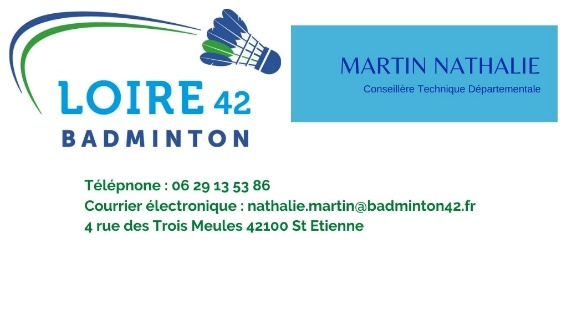 LOIRE 42
BADMINTON
MARTIN NATHALIE
Conseillère Technique Départementale
Télépnone : 06 29 13 53 86
Courrier électronique : nathalie.martin@badminton42.fr
4 rue des Trois Meules 42100 St Etienne